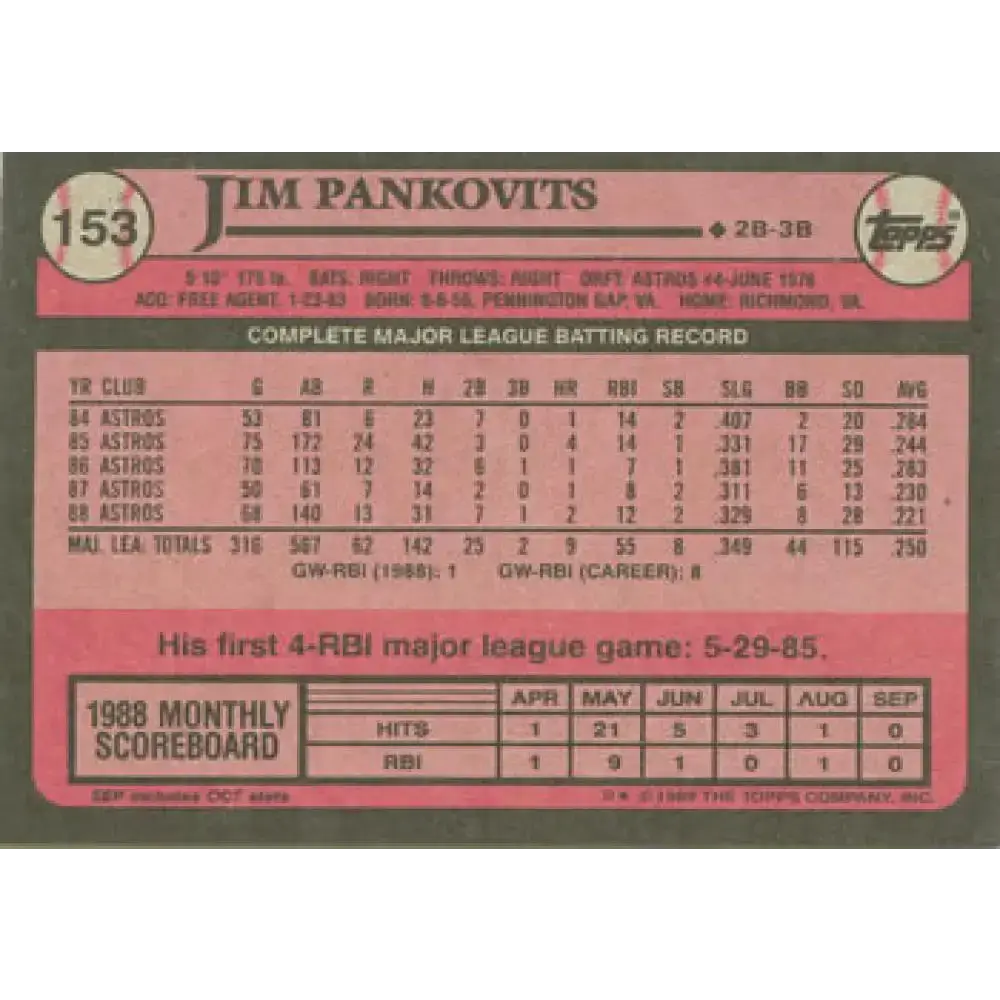 153
JIM PANKOVITS
◆ 2B-3B
TOPPS®
5'10" 175 lb. BATS: RIGHT THROWS: RIGHT DRFT: ASTROS #4-JUNE 1976
ACQ: FREE AGENT, 1-23-83 BORN: 8-6-55, PENNINGTON GAP, VA. HOME: RICHMOND, VA.
COMPLETE MAJOR LEAGUE BATTING RECORD
YR CLUB G AB R H 2B 3B HR RBI SB SLG BB SO AVG
84 ASTROS 53 81 6 23 7 0 1 14 2 .407 2 20 .284
85 ASTROS 75 172 24 42 3 0 4 14 1 .331 17 29 .244
86 ASTROS 70 113 12 32 6 1 1 7 1 .381 11 25 .283
87 ASTROS 50 61 7 14 2 0 1 8 2 .311 6 13 .230
88 ASTROS 68 140 13 31 7 1 2 12 2 .329 8 28 .221
MAJ. LEA. TOTALS 316 567 62 142 25 2 9 55 8 .349 44 115 .250
GW-RBI (1988): 1 GW-RBI (CAREER): 8
His first 4-RBI major league game: 5-29-85.
1988 MONTHLY SCOREBOARD
APR MAY JUN JUL AUG SEP
HITS 1 21 5 3 1 0
RBI 1 9 1 0 1 0
SEP includes OCT stats
© 1989 THE TOPPS COMPANY, INC.